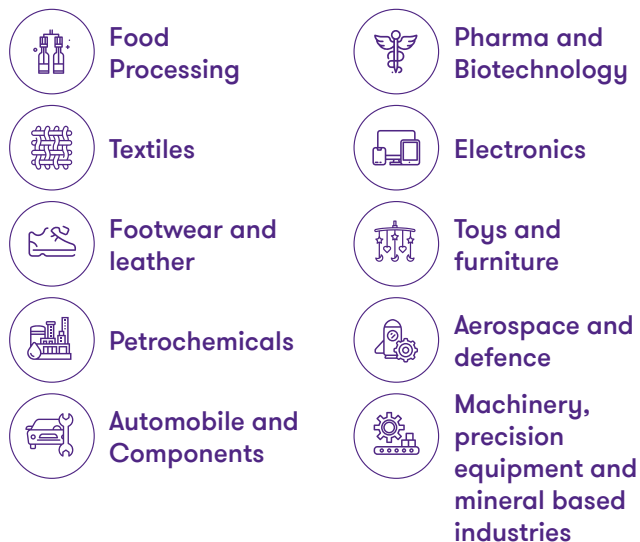 Food
Processing
Pharma and
Biotechnology
Textiles
Electronics
Footwear and
leather
Toys and
furniture
Petrochemicals
Aerospace and
defence
Automobile and
Components
Machinery,
precision
equipment and
mineral based
industries